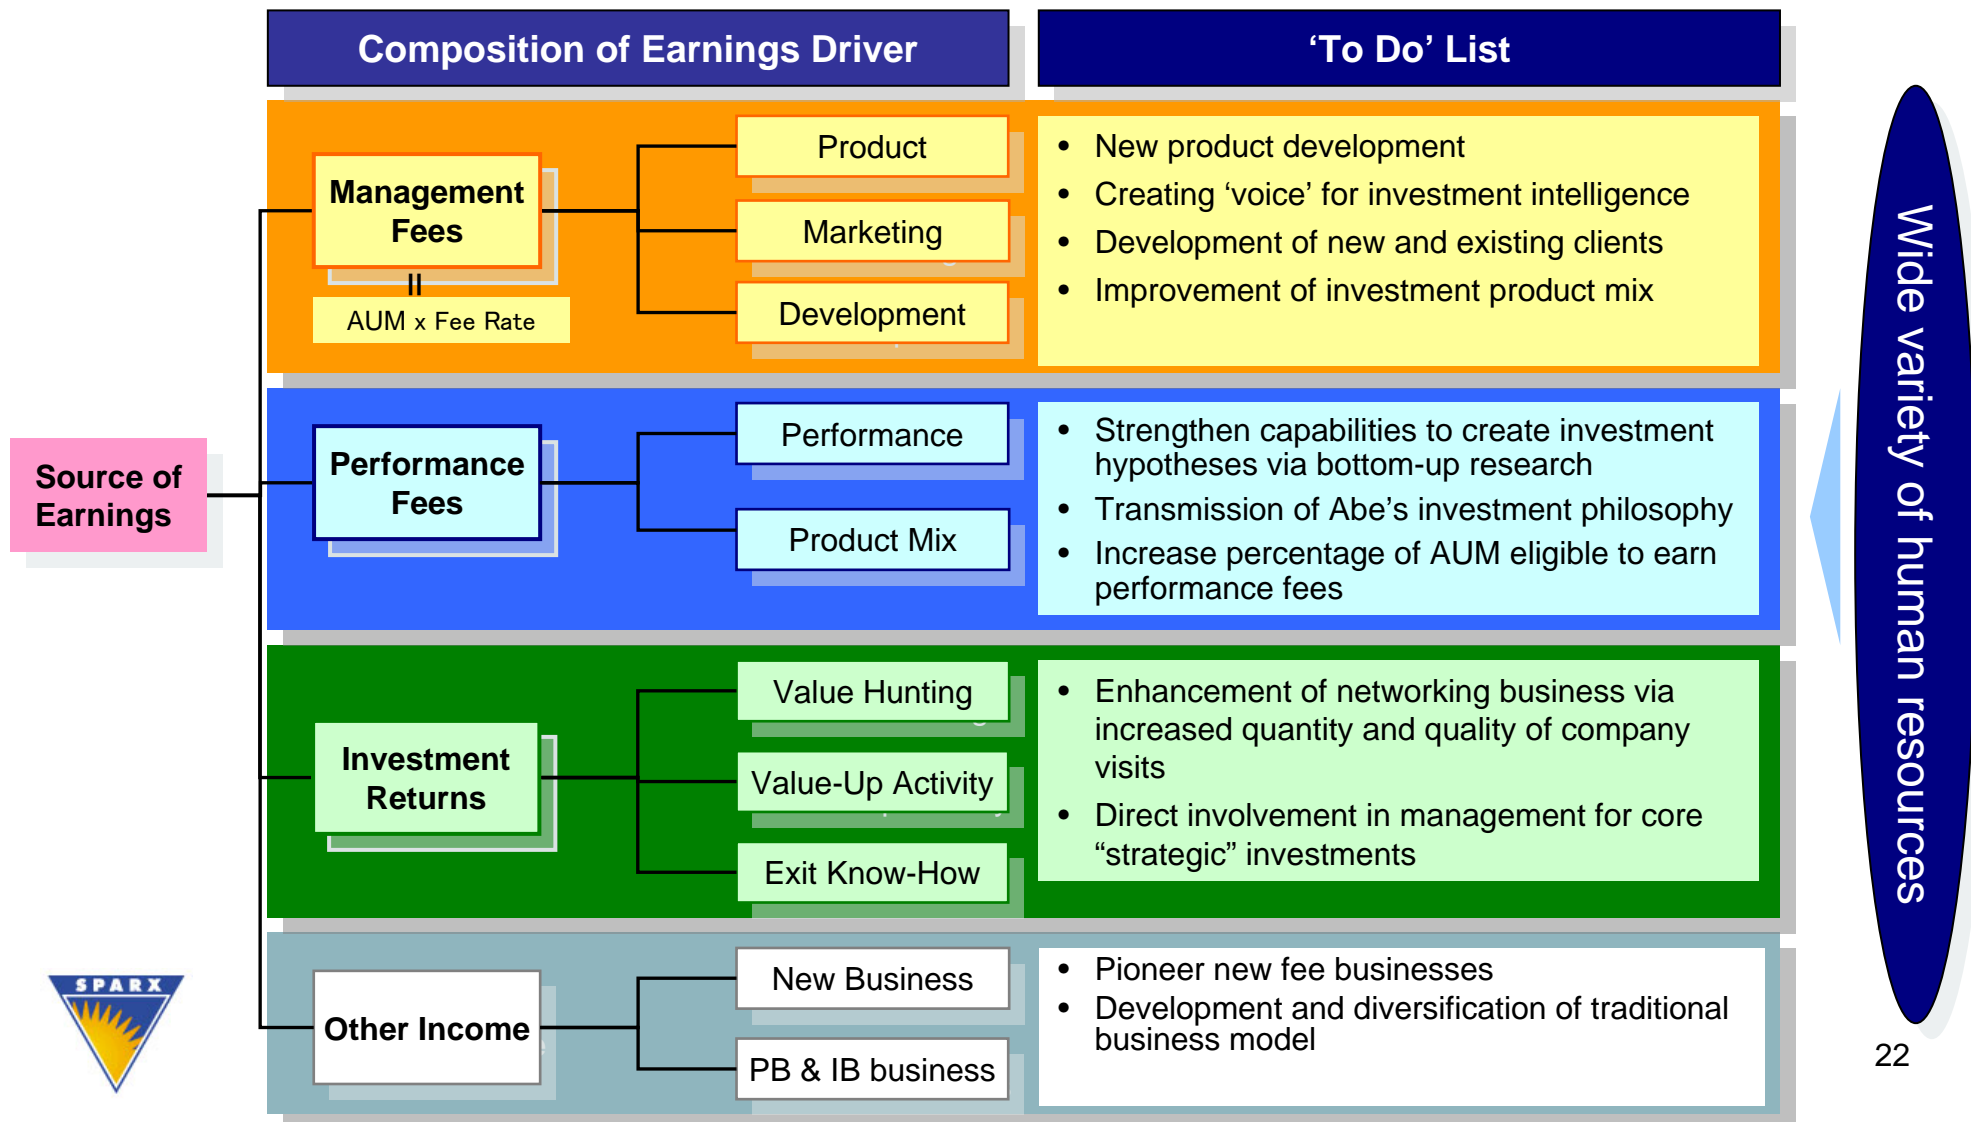 Composition of Earnings Driver
‘To Do’ List
Source of
Earnings
Management
Fees
=
AUM x Fee Rate
Product
Marketing
Development
• New product development
• Creating ‘voice’ for investment intelligence
• Development of new and existing clients
• Improvement of investment product mix
Performance
Fees
Performance
Product Mix
• Strengthen capabilities to create investment
hypotheses via bottom-up research
• Transmission of Abe’s investment philosophy
• Increase percentage of AUM eligible to earn
performance fees
Investment
Returns
Value Hunting
Value-Up Activity
Exit Know-How
• Enhancement of networking business via
increased quantity and quality of company
visits
• Direct involvement in management for core
“strategic” investments
Other Income
New Business
PB & IB business
• Pioneer new fee businesses
• Development and diversification of traditional
business model
Wide variety of human resources
SPARX
22